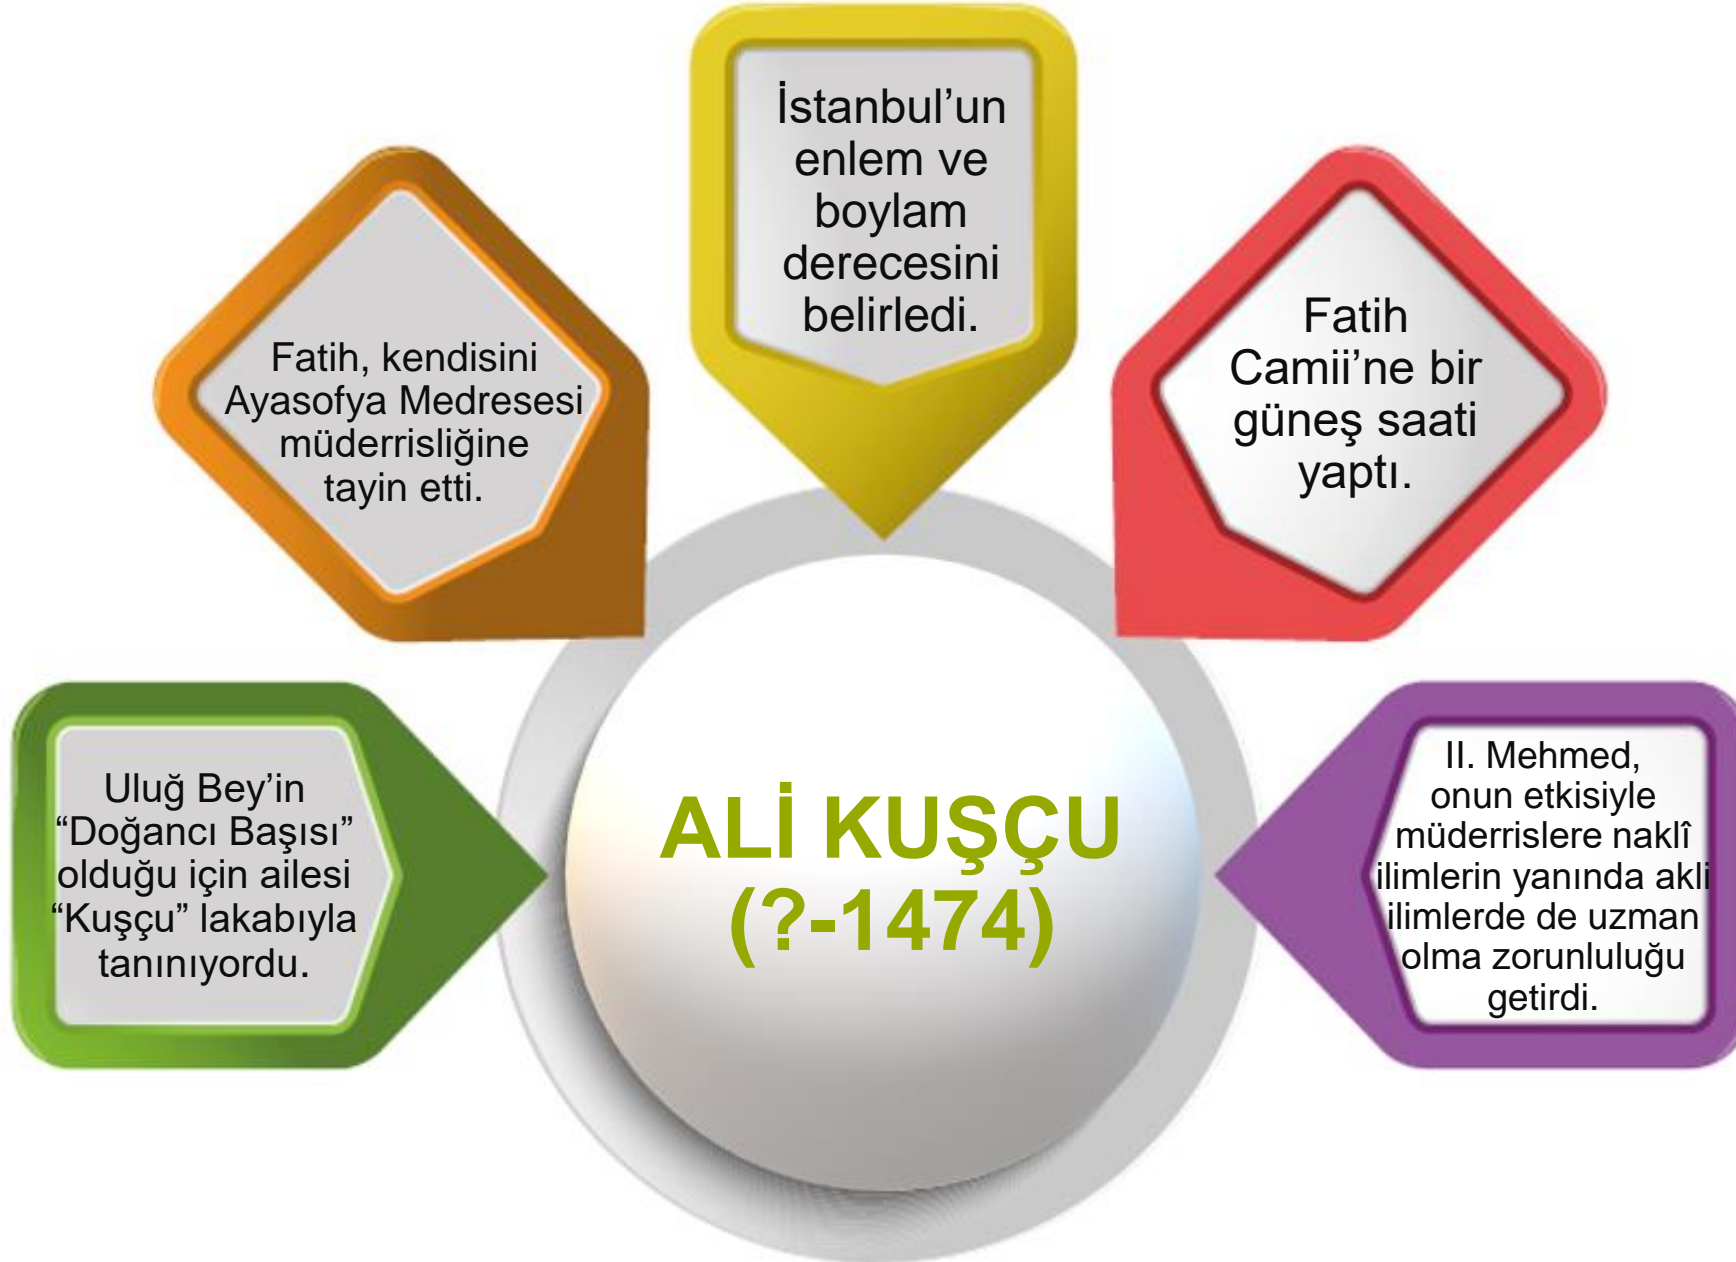 İstanbul’un
enlem ve
boylam
derecesini
belirledi.
Fatih, kendisini
Ayasofya Medresesi
müderrisliğine
tayin etti.
Fatih
Camii’ne bir
güneş saati
yaptı.
Uluğ Bey’in
“Doğancı Başısı”
olduğu için ailesi
“Kuşçu” lakabıyla
tanınıyordu.
ALİ KUŞÇU
(?-1474)
II. Mehmed,
onun etkisiyle
müderrislere naklî
ilimlerin yanında akli
ilimlerde de uzman
olma zorunluluğu
getirdi.